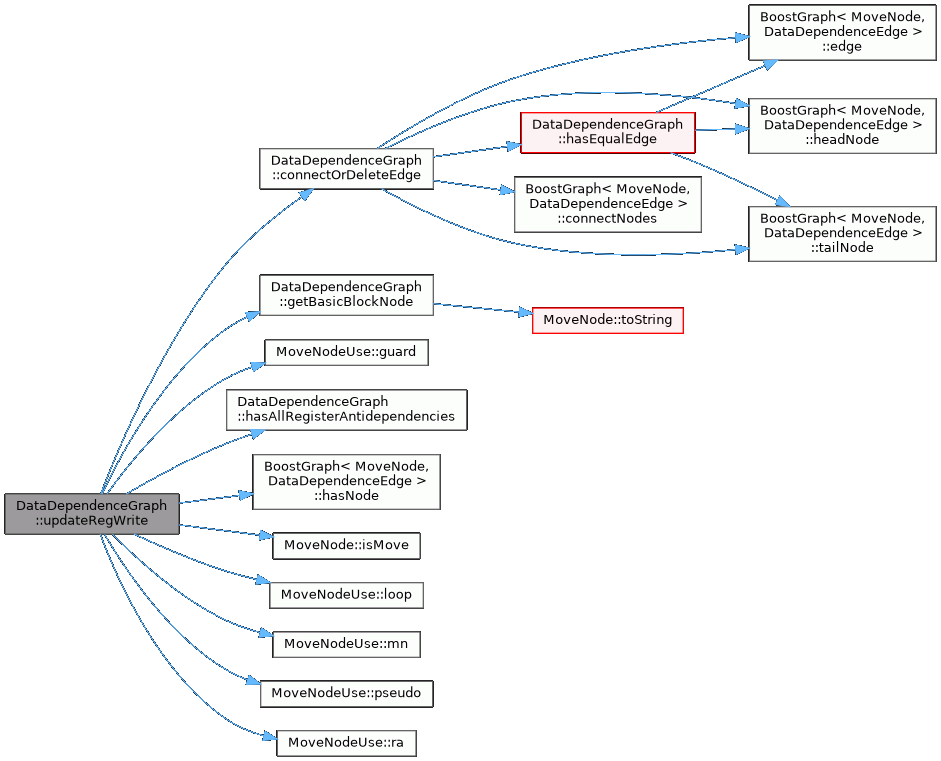 BoostGraph< MoveNode,
DataDependenceEdge >
::edge
BoostGraph< MoveNode,
DataDependenceEdge >
::headNode
DataDependenceGraph
::hasEqualEdge
DataDependenceGraph
::connectOrDeleteEdge
BoostGraph< MoveNode,
DataDependenceEdge >
::connectNodes
BoostGraph< MoveNode,
DataDependenceEdge >
::tailNode
DataDependenceGraph
::getBasicBlockNode
MoveNode::toString
MoveNodeUse::guard
DataDependenceGraph
::hasAllRegisterAntidependencies
BoostGraph< MoveNode,
DataDependenceEdge >
::hasNode
DataDependenceGraph
::updateRegWrite
MoveNode::isMove
MoveNodeUse::loop
MoveNodeUse::mn
MoveNodeUse::pseudo
MoveNodeUse::ra